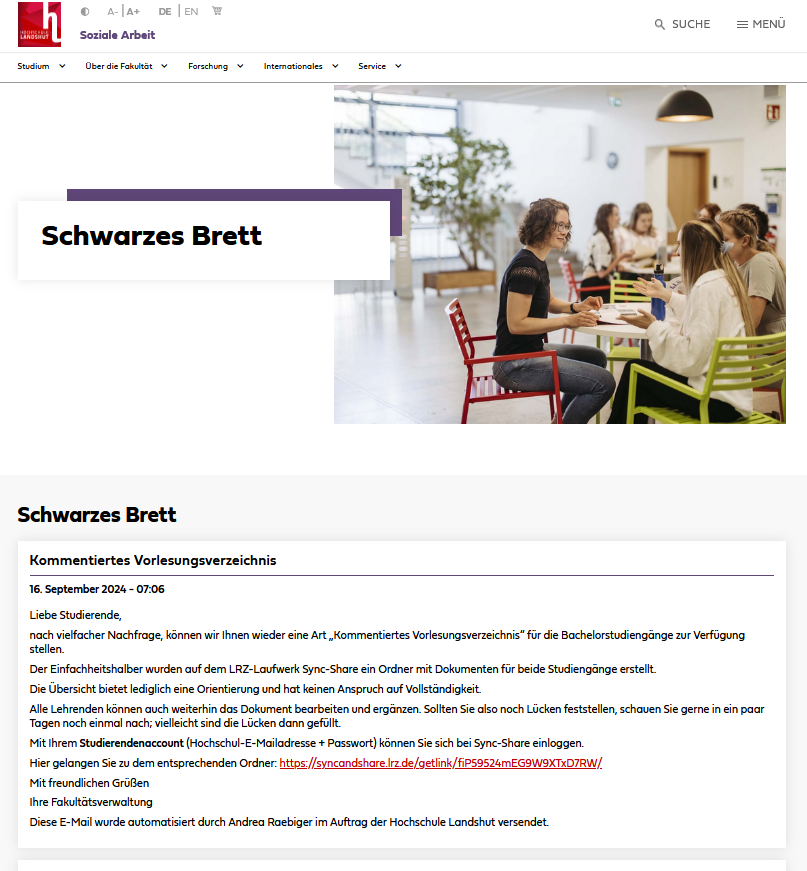 HOCHSCHULE
LANDSHUT
A- | A+ DE | EN
Soziale Arbeit
SUCHE
MENÜ
Studium
Über die Fakultät
Forschung
Internationales
Service
Schwarzes Brett
Schwarzes Brett
Kommentiertes Vorlesungsverzeichnis
16. September 2024 - 07:06
Liebe Studierende,
nach vielfacher Nachfrage, können wir Ihnen wieder eine Art „Kommentiertes Vorlesungsverzeichnis“ für die Bachelorstudiengänge zur Verfügung
stellen.
Der Einfachheitshalber wurden auf dem LRZ-Laufwerk Sync-Share ein Ordner mit Dokumenten für beide Studiengänge erstellt.
Die Übersicht bietet lediglich eine Orientierung und hat keinen Anspruch auf Vollständigkeit.
Alle Lehrenden können auch weiterhin das Dokument bearbeiten und ergänzen. Sollten Sie also noch Lücken feststellen, schauen Sie gerne in ein paar
Tagen noch einmal nach; vielleicht sind die Lücken dann gefüllt.
Mit Ihrem Studierendenaccount (Hochschul-E-Mailadresse + Passwort) können Sie sich bei Sync-Share einloggen.
Hier gelangen Sie zu dem entsprechenden Ordner: https://syncandshare.lrz.de/getlink/fiP59524mEG9W9XTxD7RW/
Mit freundlichen Grüßen
Ihre Fakultätsverwaltung
Diese E-Mail wurde automatisiert durch Andrea Raebiger im Auftrag der Hochschule Landshut versendet.